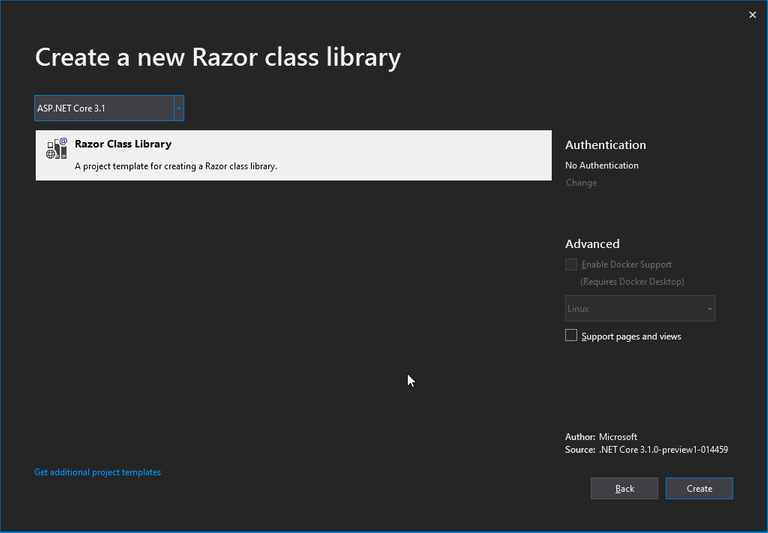 Create a new Razor class library
ASP.NET Core 3.1
Razor Class Library
A project template for creating a Razor class library.
Authentication
No Authentication
Change
Advanced
Enable Docker Support
(Requires Docker Desktop)
Linux
Support pages and views
Author: Microsoft
Source: .NET Core 3.1.0-preview1-014459
Get additional project templates
Back
Create